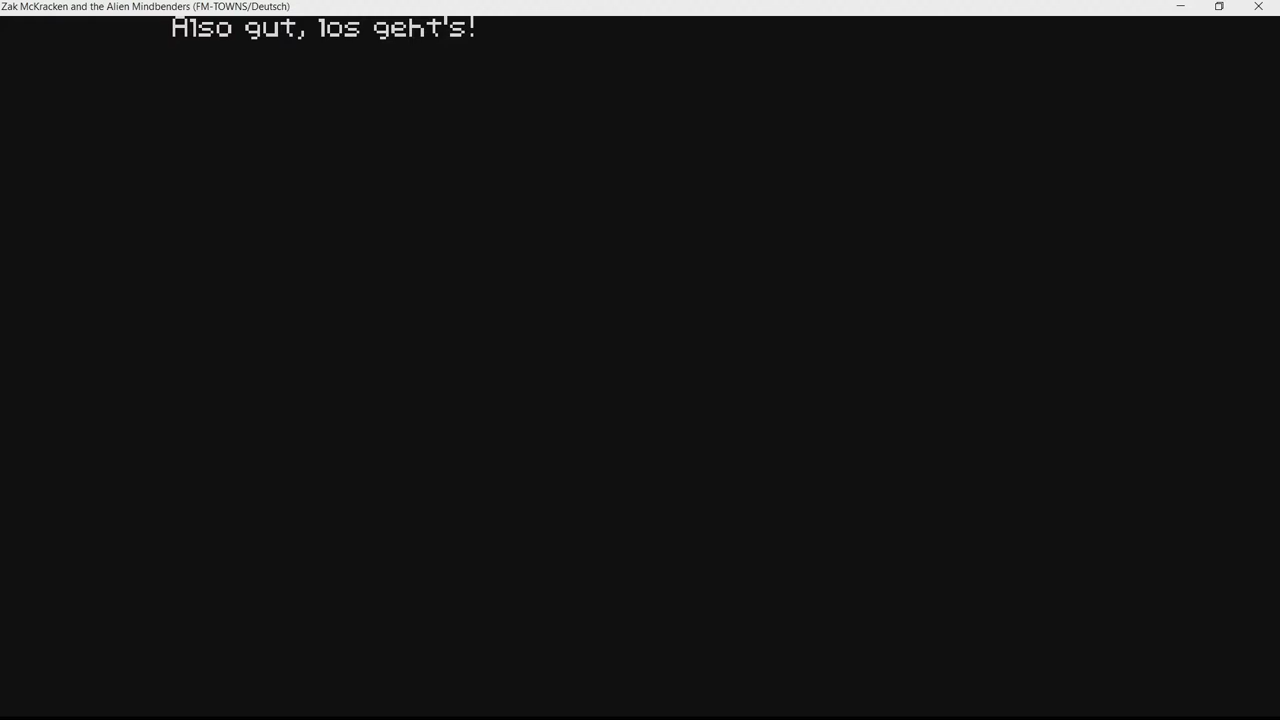 Zak McKracken and the Alien Mindbenders (FM-TOWNS/Deutsch)
Also gut, los geht's!